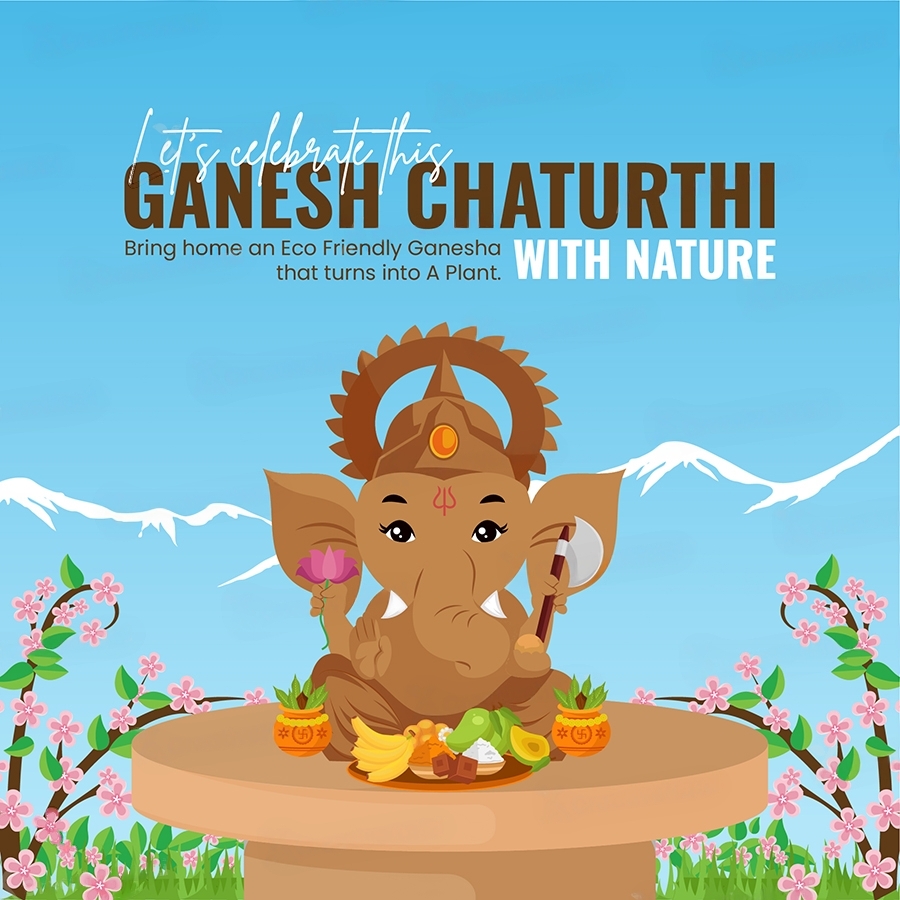 Let's celebrate this
GANESH CHATURTHI
Bring home an Eco Friendly Ganesha
that turns into A Plant.
WITH NATURE